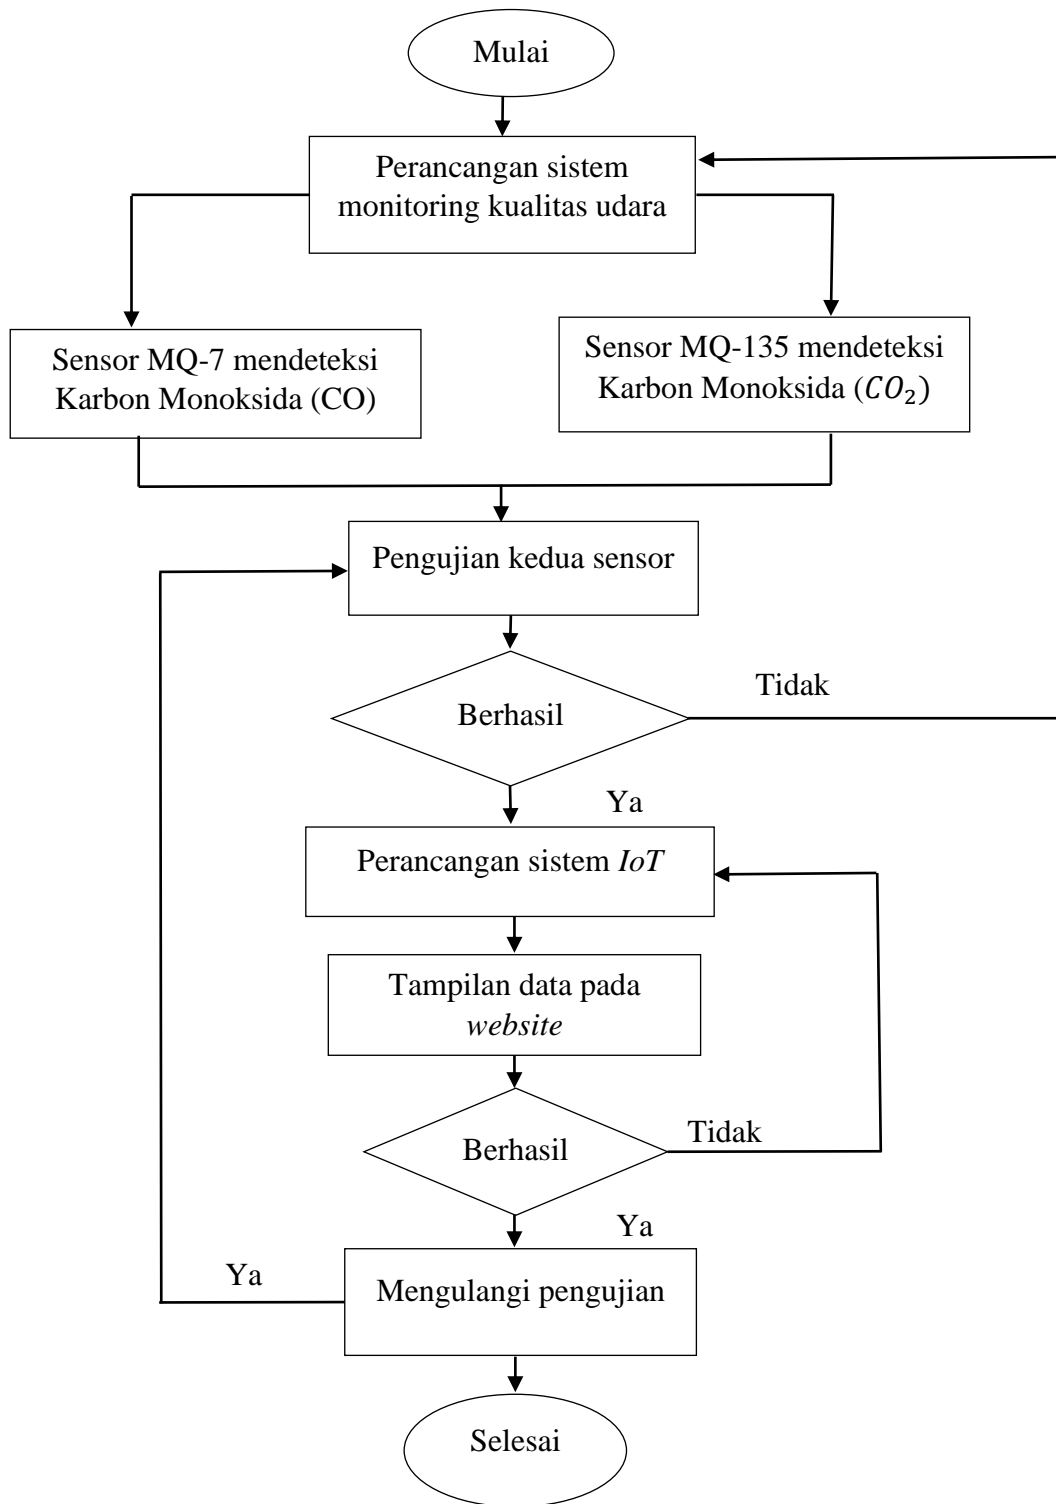 Mulai
Perancangan sistem
monitoring kualitas udara
Sensor MQ-7 mendeteksi
Karbon Monoksida (CO)
Sensor MQ-135 mendeteksi
Karbon Monoksida (𝐶𝑂₂)
Pengujian kedua sensor
Berhasil
Tidak
Ya
Perancangan sistem IoT
Tampilan data pada
website
Berhasil
Tidak
Ya
Ya
Mengulangi pengujian
Selesai